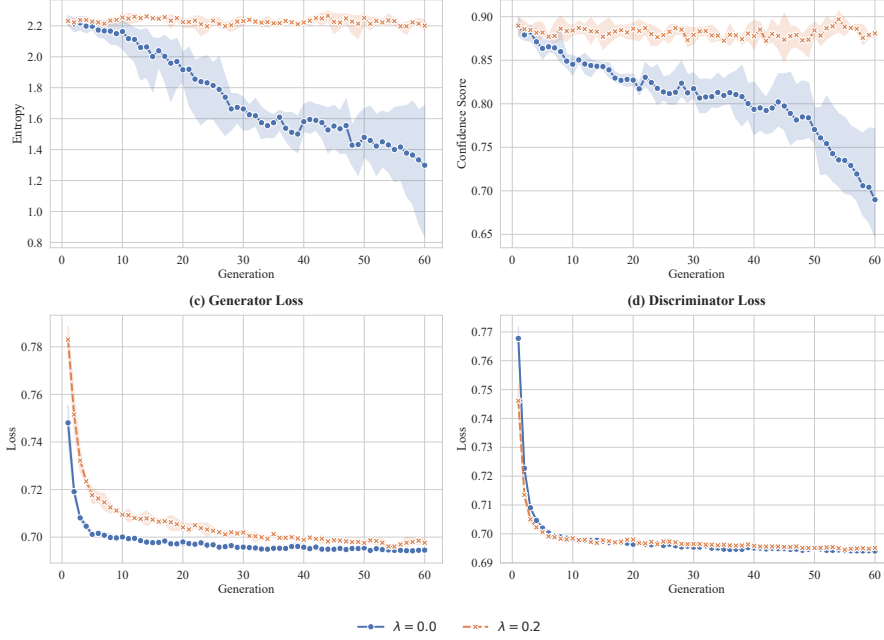 2.2
2.0
1.8
1.6
1.4
1.2
1.0
0.8
Entropy
0 10 20 30 40 50 60
Generation
0.90
0.85
0.80
0.75
0.70
0.65
Confidence Score
0 10 20 30 40 50 60
Generation
(c) Generator Loss
0.78
0.76
0.74
0.72
0.70
Loss
0 10 20 30 40 50 60
Generation
(d) Discriminator Loss
0.77
0.76
0.75
0.74
0.73
0.72
0.71
0.70
0.69
Loss
0 10 20 30 40 50 60
Generation
λ = 0.0 λ = 0.2